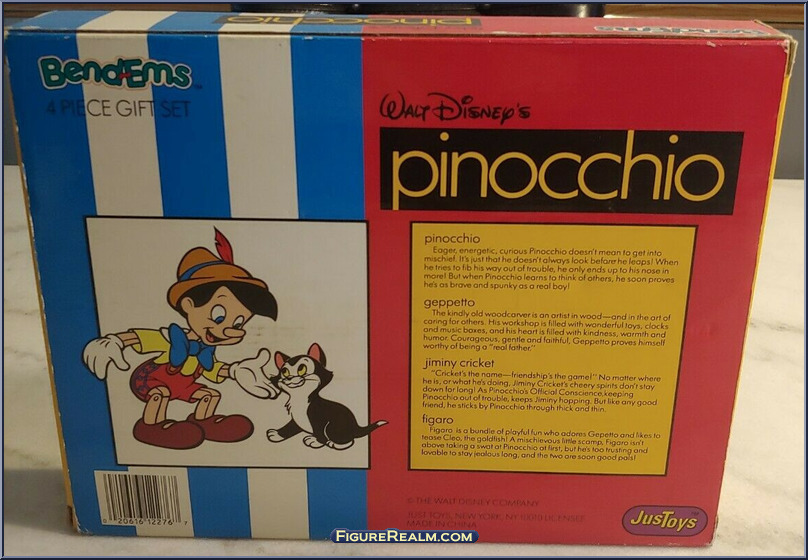 pinocchio
Bend-Ems
Bend-Ems™
4 PIECE GIFT SET
WALT DISNEY'S
pinocchio
pinocchio
Eager, energetic, curious Pinocchio doesn't mean to get into
mischief. It's just that he doesn't always look before he leaps! When
he tries to fib his way out of trouble, he only ends up to his nose in
more! But when Pinocchio learns to think of others, he soon proves
he's as brave and spunky as a real boy!
geppetto
The kindly old woodcarver is an artist in wood—and in the art of
caring for others. His workshop is filled with wonderful toys, clocks
and music boxes, and his heart is filled with kindness, warmth and
humor. Courageous, gentle and faithful, Geppetto proves himself
worthy of being a "real father."
jiminy cricket
"Cricket's the name—friendship's the game!" No matter where
he is, or what he's doing, Jiminy Cricket's cheery spirits don't stay
down for long! As Pinocchio's Official Conscience, keeping
Pinocchio out of trouble, keeps Jiminy hopping. But like any good
friend, he sticks by Pinocchio through thick and thin.
figaro
Figaro is a bundle of playful fun who adores Gepetto and likes to
tease Cleo, the goldfish! A mischievous little scamp, Figaro isn't
above taking a swat at Pinocchio at first, but he's too trusting and
lovable to stay jealous long, and the two are soon good pals!
0 20616 12276 7
© THE WALT DISNEY COMPANY
JUST TOYS, NEW YORK, NY 10010 LICENSEE
MADE IN CHINA
JusToys™
FigureRealm.com